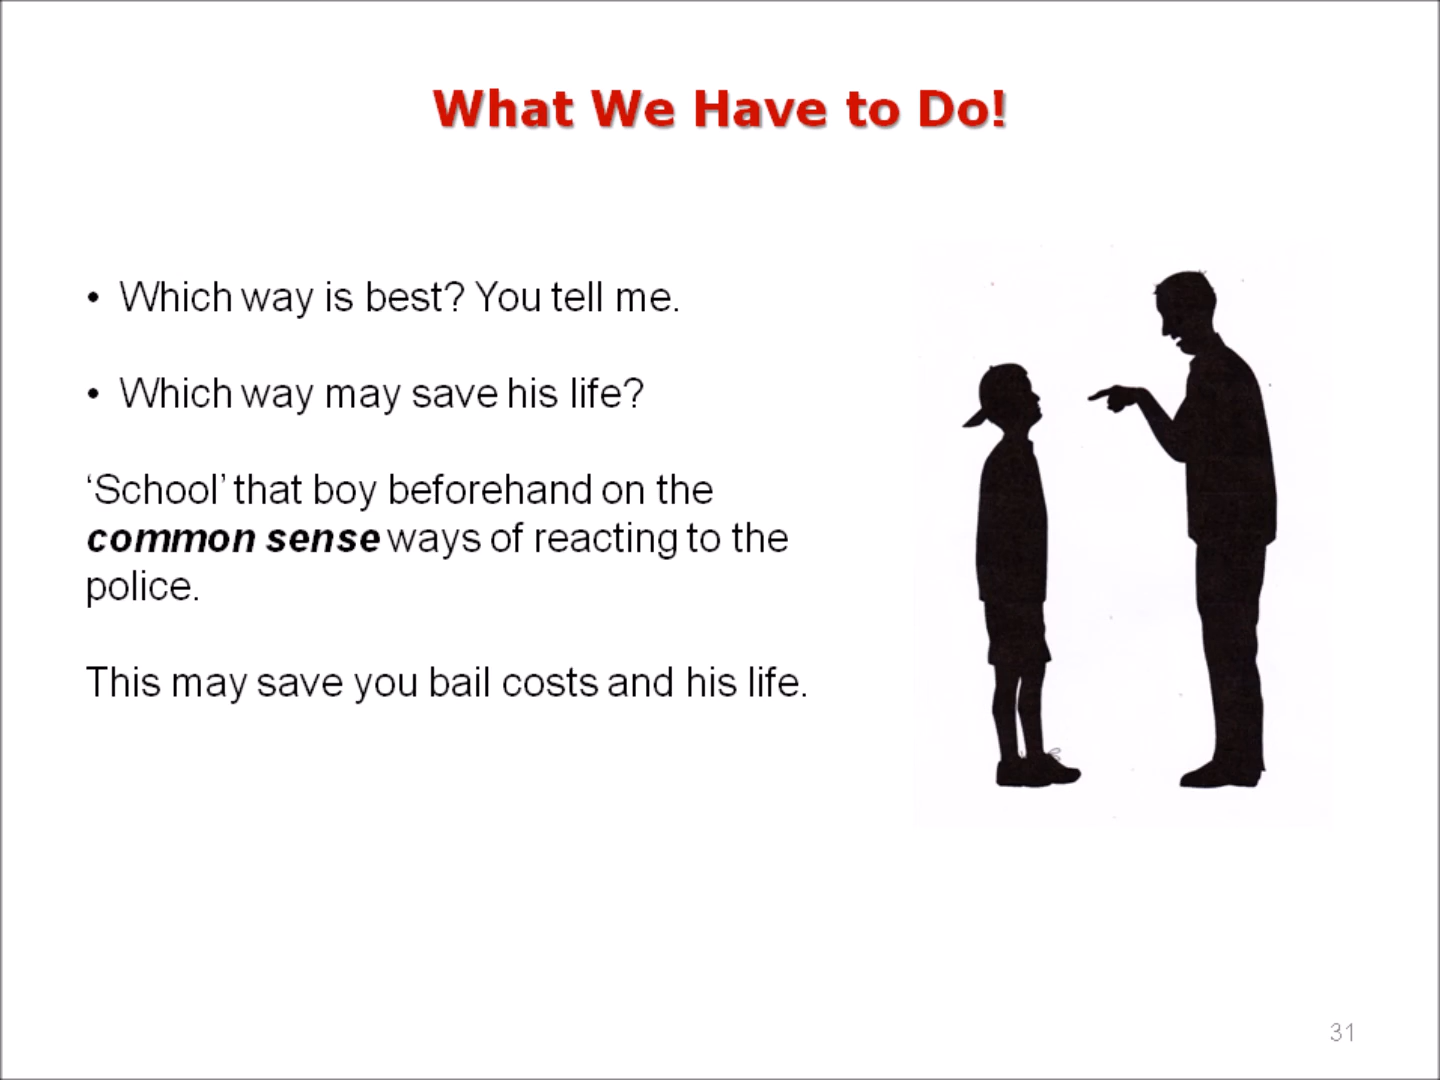 What We Have to Do!
• Which way is best? You tell me.
• Which way may save his life?
‘School’ that boy beforehand on the
common sense ways of reacting to the
police.
This may save you bail costs and his life.
31